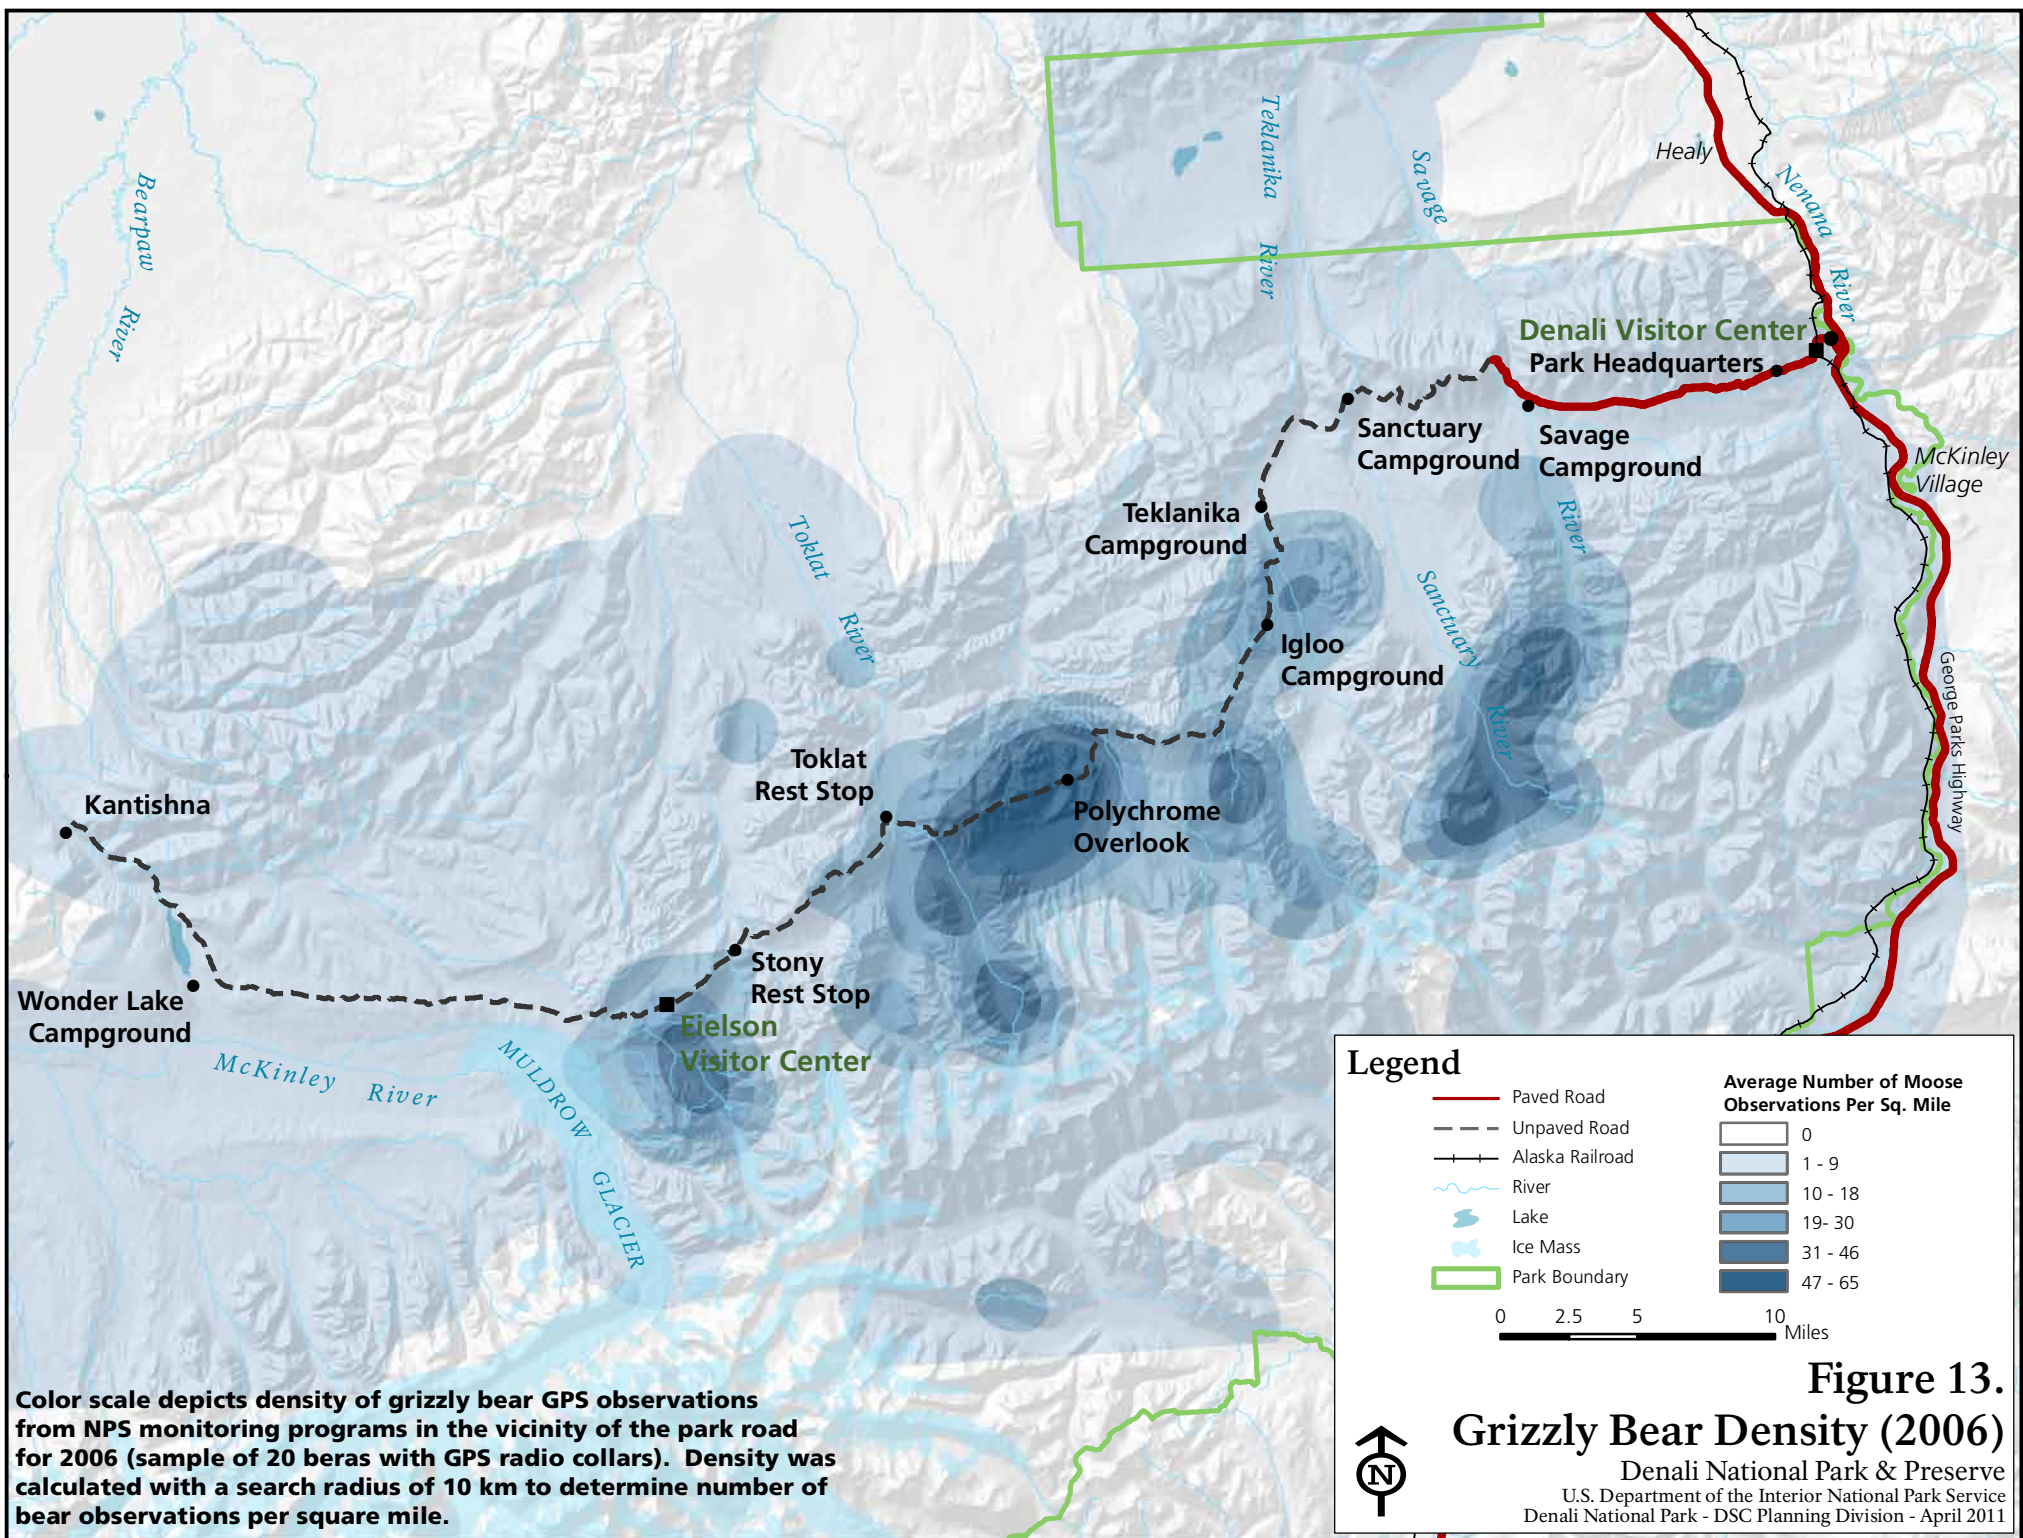 Teklanika
River
Savage
Healy
Nenana
River
Bearpaw
River
Denali Visitor Center
Park Headquarters
Sanctuary
Campground
Savage
Campground
McKinley
Village
River
Teklanika
Campground
Toklat
River
Sanctuary
River
Igloo
Campground
George Parks Highway
Toklat
Rest Stop
Polychrome
Overlook
Kantishna
Stony
Rest Stop
Wonder Lake
Campground
Eielson
Visitor Center
McKinley River
MULDROW
GLACIER
Legend
Paved Road
Unpaved Road
Alaska Railroad
River
Lake
Ice Mass
Park Boundary
Average Number of Moose
Observations Per Sq. Mile
0
1 - 9
10 - 18
19- 30
31 - 46
47 - 65
0 2.5 5 10
Miles
Figure 13.
Grizzly Bear Density (2006)
Denali National Park & Preserve
U.S. Department of the Interior National Park Service
Denali National Park - DSC Planning Division - April 2011
N
Color scale depicts density of grizzly bear GPS observations
from NPS monitoring programs in the vicinity of the park road
for 2006 (sample of 20 beras with GPS radio collars). Density was
calculated with a search radius of 10 km to determine number of
bear observations per square mile.